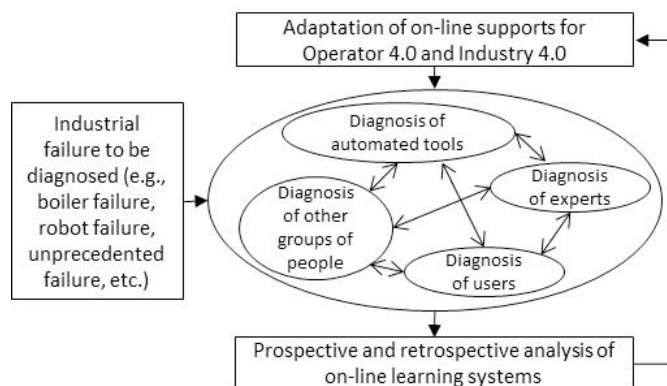 Adaptation of on-line supports for
Operator 4.0 and Industry 4.0
Industrial
failure to be
diagnosed (e.g.,
boiler failure,
robot failure,
unprecedented
failure, etc.)
Diagnosis of
automated tools
Diagnosis
of experts
Diagnosis
of other
groups of
people
Diagnosis
of users
Prospective and retrospective analysis of
on-line learning systems